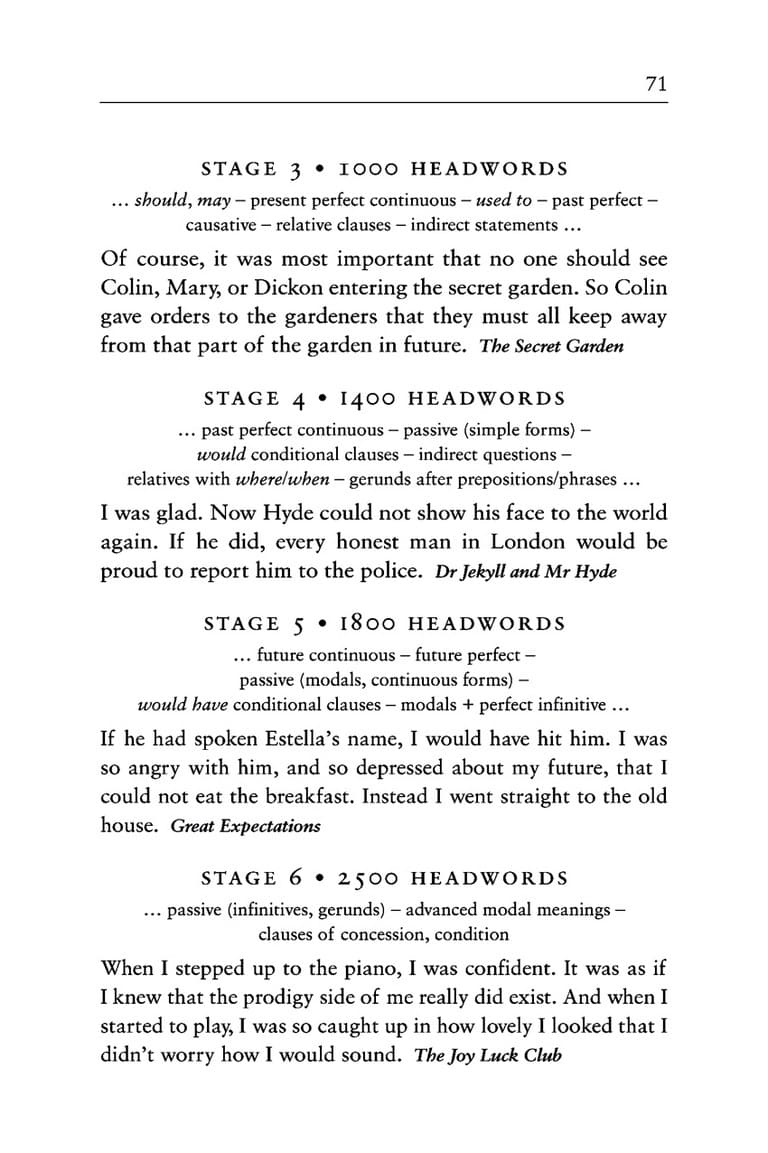 71
STAGE 3 • 1000 HEADWORDS
... should, may – present perfect continuous – used to – past perfect –
causative – relative clauses – indirect statements ...
Of course, it was most important that no one should see
Colin, Mary, or Dickon entering the secret garden. So Colin
gave orders to the gardeners that they must all keep away
from that part of the garden in future. The Secret Garden
STAGE 4 • 1400 HEADWORDS
... past perfect continuous – passive (simple forms) –
would conditional clauses – indirect questions –
relatives with where/when – gerunds after prepositions/phrases ...
I was glad. Now Hyde could not show his face to the world
again. If he did, every honest man in London would be
proud to report him to the police. Dr Jekyll and Mr Hyde
STAGE 5 • 1800 HEADWORDS
... future continuous – future perfect –
passive (modals, continuous forms) –
would have conditional clauses – modals + perfect infinitive ...
If he had spoken Estella's name, I would have hit him. I was
so angry with him, and so depressed about my future, that I
could not eat the breakfast. Instead I went straight to the old
house. Great Expectations
STAGE 6 • 2500 HEADWORDS
... passive (infinitives, gerunds) – advanced modal meanings –
clauses of concession, condition
When I stepped up to the piano, I was confident. It was as if
I knew that the prodigy side of me really did exist. And when I
started to play, I was so caught up in how lovely I looked that I
didn't worry how I would sound. The Joy Luck Club